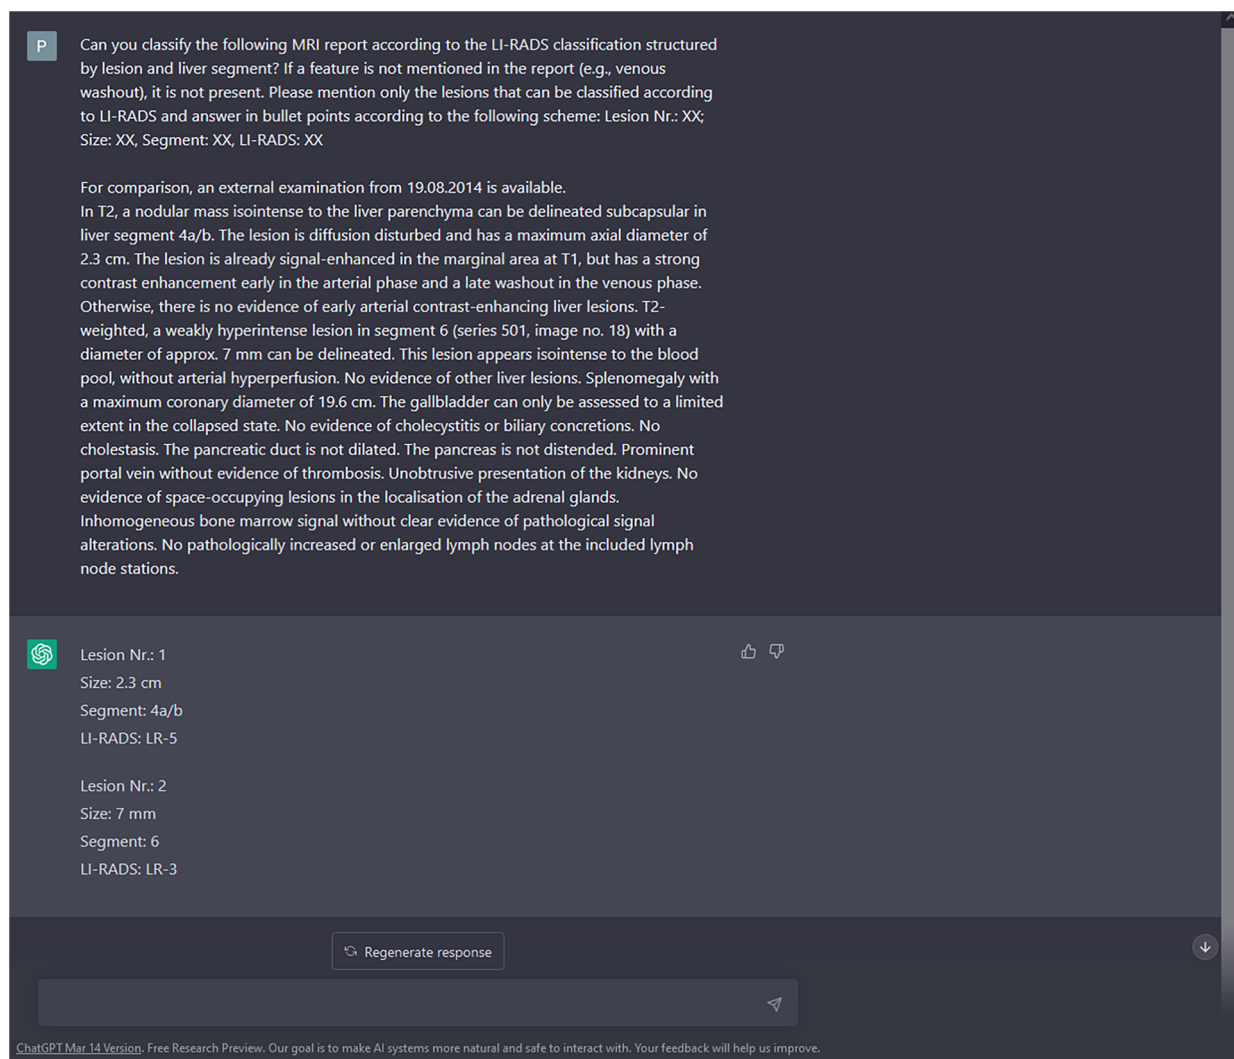 P
Can you classify the following MRI report according to the LI-RADS classification structured
by lesion and liver segment? If a feature is not mentioned in the report (e.g., venous
washout), it is not present. Please mention only the lesions that can be classified according
to LI-RADS and answer in bullet points according to the following scheme: Lesion Nr.: XX;
Size: XX, Segment: XX, LI-RADS: XX
For comparison, an external examination from 19.08.2014 is available.
In T2, a nodular mass isointense to the liver parenchyma can be delineated subcapsular in
liver segment 4a/b. The lesion is diffusion disturbed and has a maximum axial diameter of
2.3 cm. The lesion is already signal-enhanced in the marginal area at T1, but has a strong
contrast enhancement early in the arterial phase and a late washout in the venous phase.
Otherwise, there is no evidence of early arterial contrast-enhancing liver lesions. T2-
weighted, a weakly hyperintense lesion in segment 6 (series 501, image no. 18) with a
diameter of approx. 7 mm can be delineated. This lesion appears isointense to the blood
pool, without arterial hyperperfusion. No evidence of other liver lesions. Splenomegaly with
a maximum coronary diameter of 19.6 cm. The gallbladder can only be assessed to a limited
extent in the collapsed state. No evidence of cholecystitis or biliary concretions. No
cholestasis. The pancreatic duct is not dilated. The pancreas is not distended. Prominent
portal vein without evidence of thrombosis. Unobtrusive presentation of the kidneys. No
evidence of space-occupying lesions in the localisation of the adrenal glands.
Inhomogeneous bone marrow signal without clear evidence of pathological signal
alterations. No pathologically increased or enlarged lymph nodes at the included lymph
node stations.
Lesion Nr.: 1
Size: 2.3 cm
Segment: 4a/b
LI-RADS: LR-5
Lesion Nr.: 2
Size: 7 mm
Segment: 6
LI-RADS: LR-3
Regenerate response
ChatGPT Mar 14 Version. Free Research Preview. Our goal is to make AI systems more natural and safe to interact with. Your feedback will help us improve.